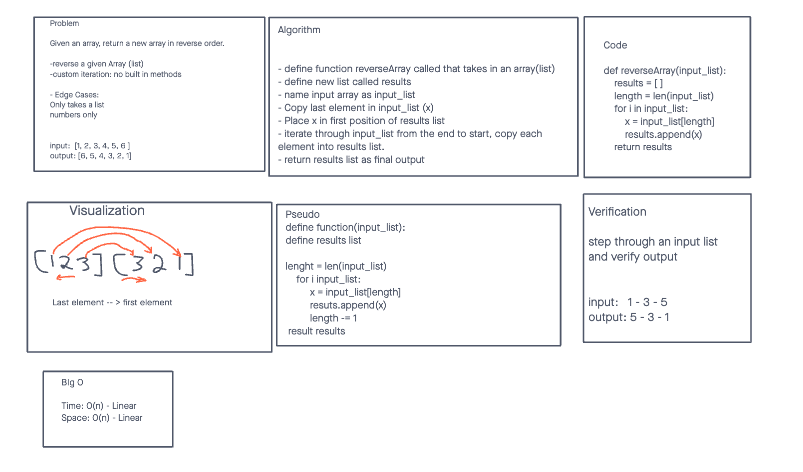 Problem
Given an array, return a new array in reverse order.
-reverse a given Array (list)
-custom iteration: no built in methods
- Edge Cases:
Only takes a list
numbers only
input: [1, 2, 3, 4, 5, 6 ]
output: [6, 5, 4, 3, 2, 1]
Algorithm
- define function reverseArray called that takes in an array(list)
- define new list called results
- name input array as input_list
- Copy last element in input_list (x)
- Place x in first position of results list
- iterate through input_list from the end to start, copy each
element into results list.
- return results list as final output
Code
def reverseArray(input_list):
results = [ ]
length = len(input_list)
for i in input_list:
x = input_list[length]
results.append(x)
return results
Visualization
[1 2 3] [3 2 1]
Last element -- > first element
Pseudo
define function(input_list):
define results list
lenght = len(input_list)
for i input_list:
x = input_list[length]
resuts.append(x)
length -= 1
result results
Verification
step through an input list
and verify output
input: 1 - 3 - 5
output: 5 - 3 - 1
BIg O
Time: O(n) - Linear
Space: O(n) - Linear